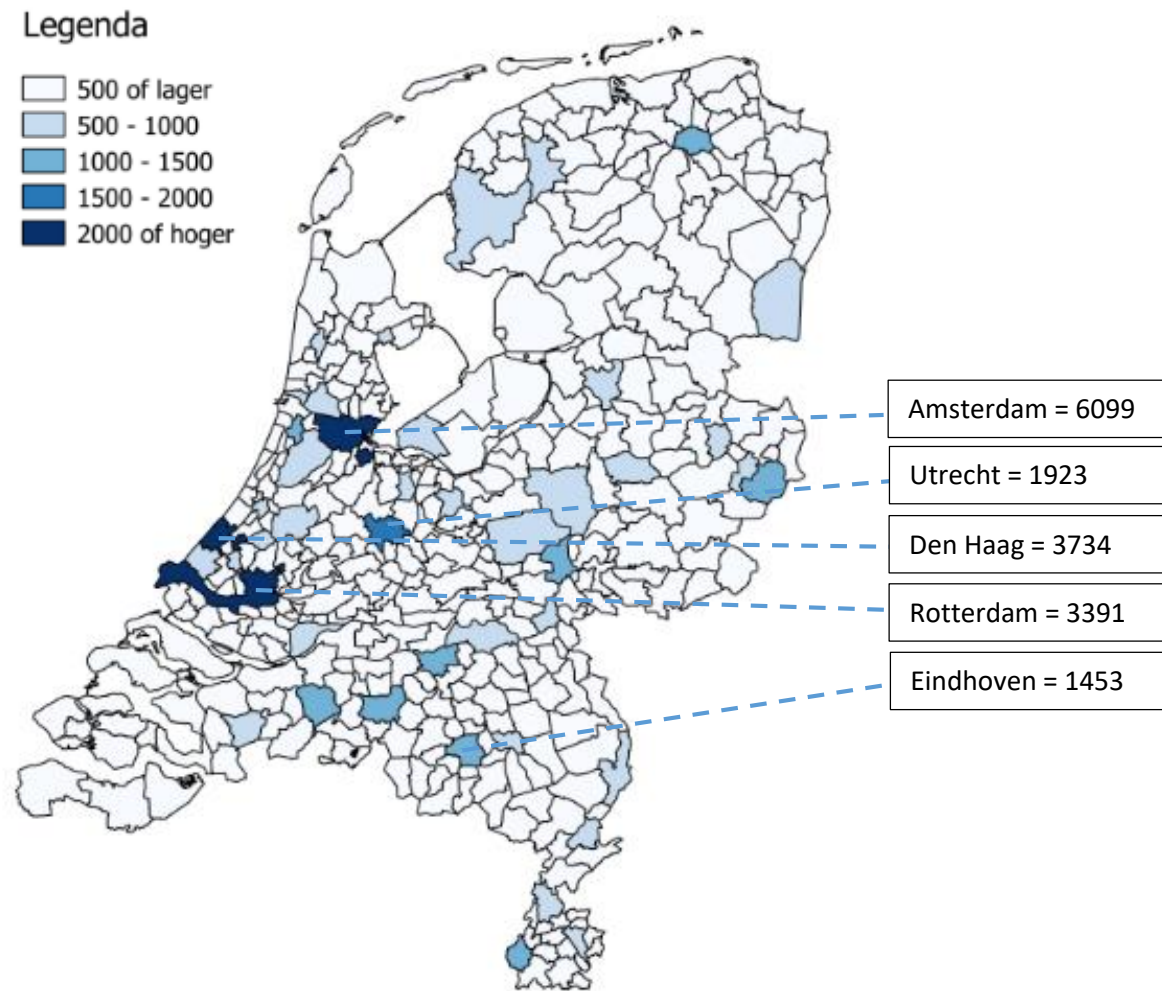 Legenda
500 of lager
500 - 1000
1000 - 1500
1500 - 2000
2000 of hoger
Amsterdam = 6099
Utrecht = 1923
Den Haag = 3734
Rotterdam = 3391
Eindhoven = 1453